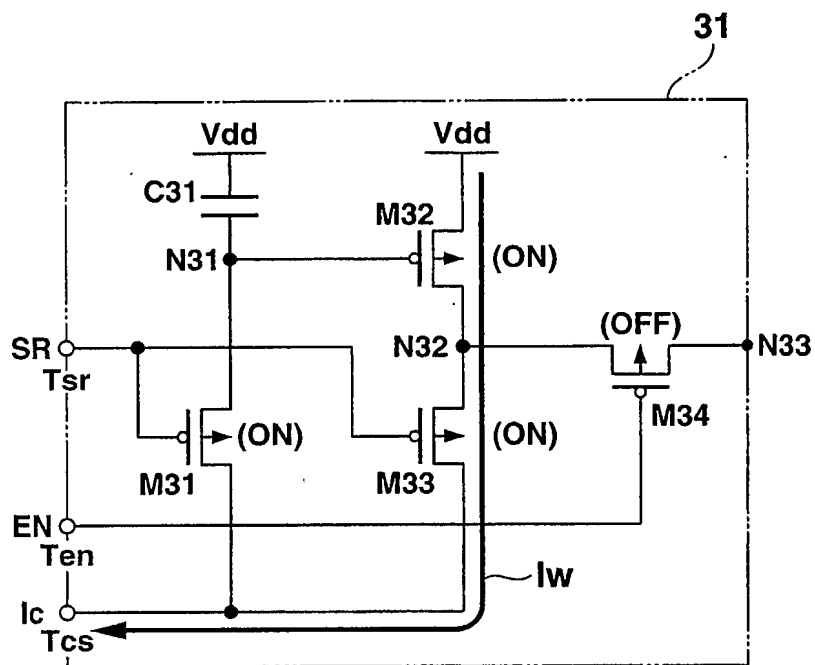 31
Vdd
Vdd
C31
M32
N31
(ON)
(OFF)
SR
Tsr
N32
N33
M34
(ON)
(ON)
M31
M33
EN
Ten
Iw
Ic
Tcs